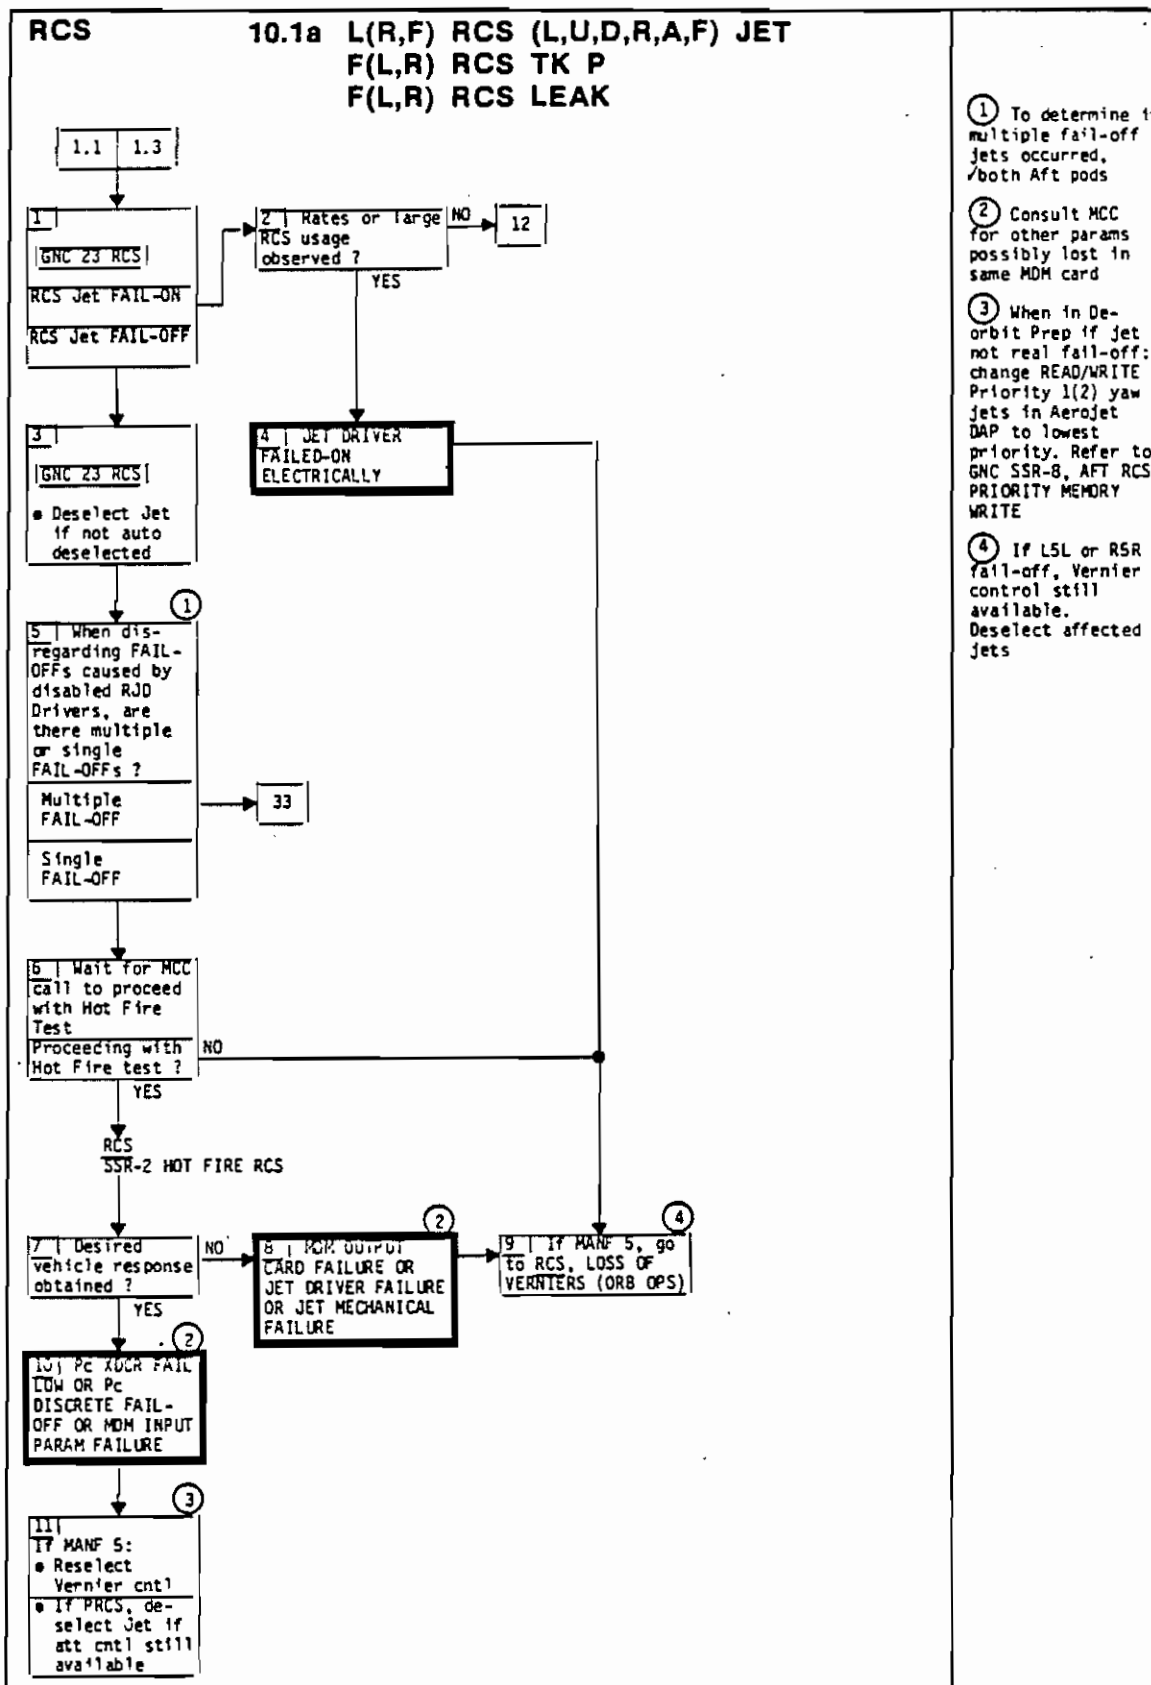 RCS
10.1a L(R,F) RCS (L,U,D,R,A,F) JET
F(L,R) RCS TK P
F(L,R) RCS LEAK
1.1 1.3
1
GNC 23 RCS
RCS Jet FAIL-ON
RCS Jet FAIL-OFF
2 Rates or large
RCS usage
observed ?
NO
12
YES
3
GNC 23 RCS
• Deselect Jet
if not auto
deselected
4 JET DRIVER
FAILED-ON
ELECTRICALLY
1
5 When dis-
regarding FAIL-
OFFs caused by
disabled RJD
Drivers, are
there multiple
or single
FAIL-OFFs ?
Multiple
FAIL-OFF
33
Single
FAIL-OFF
6 Wait for MCC
call to proceed
with Hot Fire
Test
Proceeding with
Hot Fire test ?
NO
YES
RCS
SSR-2 HOT FIRE RCS
7 Desired
vehicle response
obtained ?
NO
YES
2
8 MDM OUTPUT
CARD FAILURE OR
JET DRIVER FAILURE
OR JET MECHANICAL
FAILURE
4
9 If MANF 5, go
to RCS, LOSS OF
VERNIERS (ORB OPS)
2
10 Pc XDCR FAIL
LOW OR Pc
DISCRETE FAIL-
OFF OR MDM INPUT
PARAM FAILURE
3
11
If MANF 5:
• Reselect
Vernier cntl
• If PRCS, de-
select Jet if
att cntl still
available
1 To determine if
multiple fail-off
jets occurred,
✓both Aft pods
2 Consult MCC
for other params
possibly lost in
same MDM card
3 When in De-
orbit Prep if jet
not real fail-off:
change READ/WRITE
Priority 1(2) yaw
jets in Aerojet
DAP to lowest
priority. Refer to
GNC SSR-8, AFT RCS
PRIORITY MEMORY
WRITE
4 If L5L or R5R
fail-off, Vernier
control still
available.
Deselect affected
jets